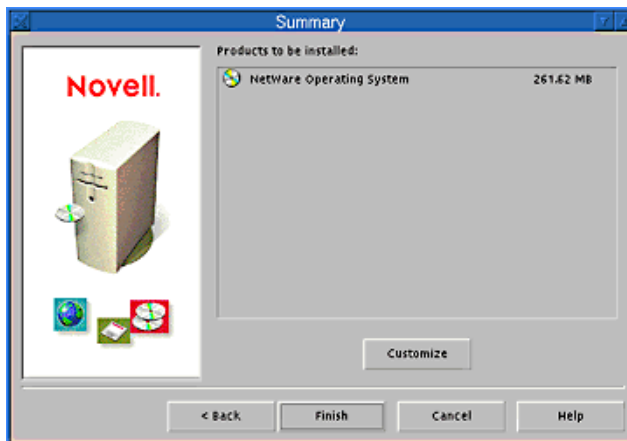 Summary
Novell.
Products to be installed:
NetWare Operating System 261.62 MB
Customize
< Back Finish Cancel Help